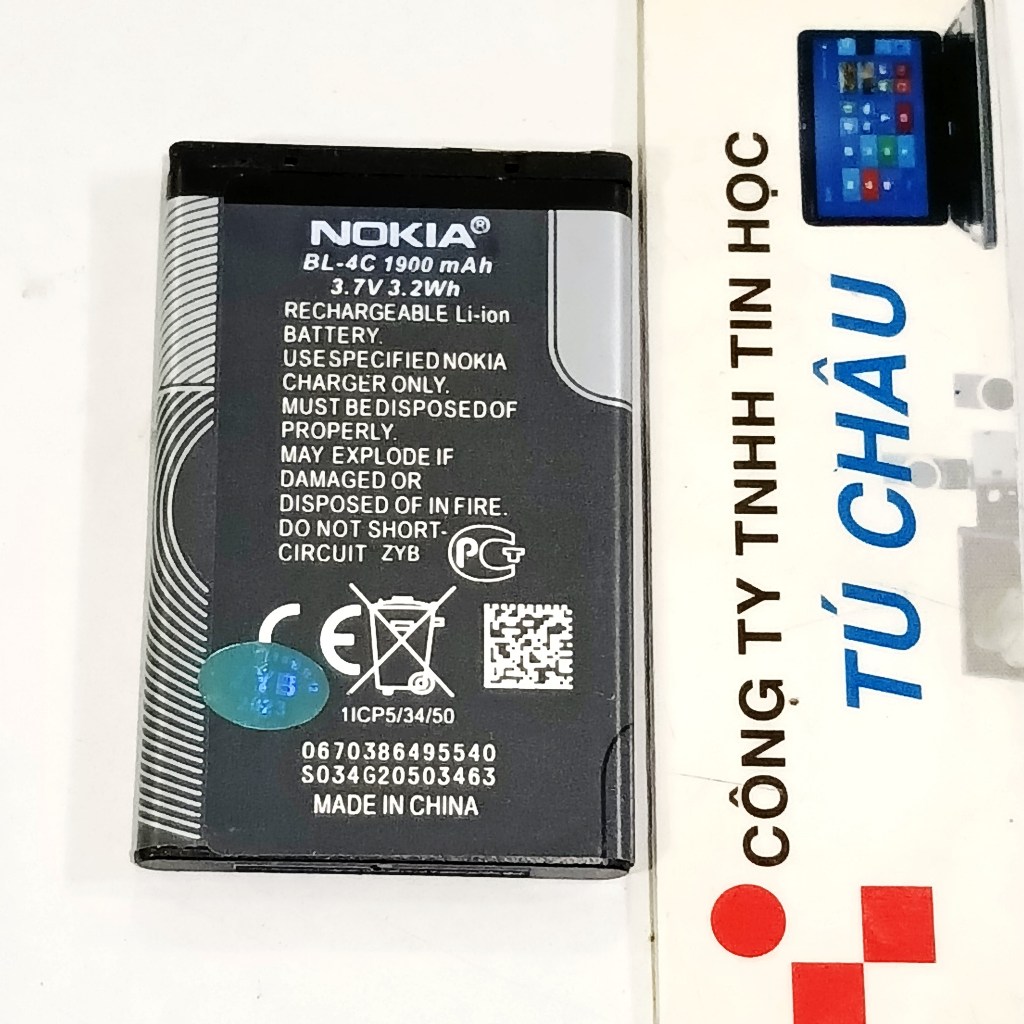 NOKIA®
BL-4C 1900 mAh
3.7V 3.2Wh
RECHARGEABLE Li-ion
BATTERY.
USE SPECIFIED NOKIA
CHARGER ONLY.
MUST BE DISPOSED OF
PROPERLY.
MAY EXPLODE IF
DAMAGED OR
DISPOSED OF IN FIRE.
DO NOT SHORT-
CIRCUIT ZYB
PCT
CE
1ICP5/34/50
0670386495540
S034G20503463
MADE IN CHINA
CÔNG TY TNHH TIN HỌC
TÚ CHÂU